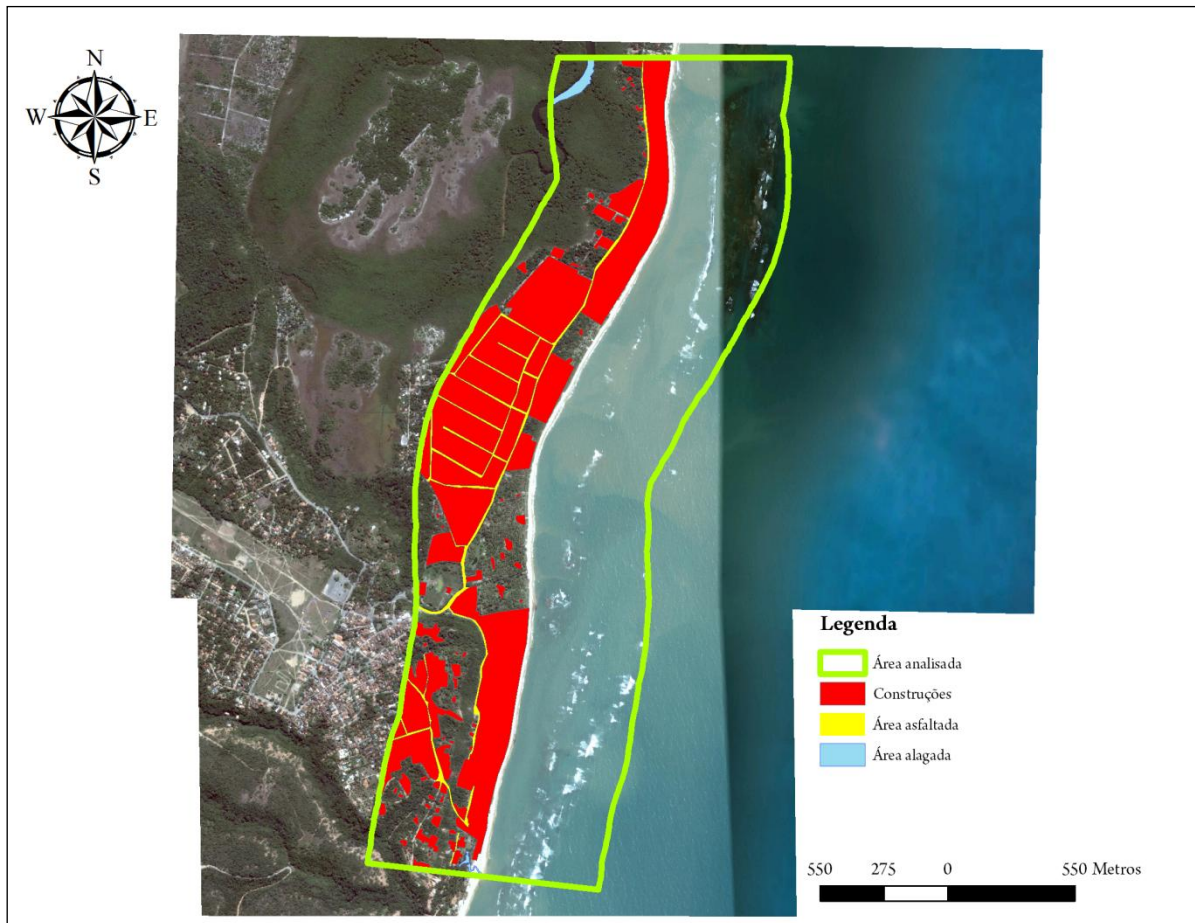 N
W E
S
Legenda
Área analisada
Construções
Área asfaltada
Área alagada
550 275 0 550 Metros